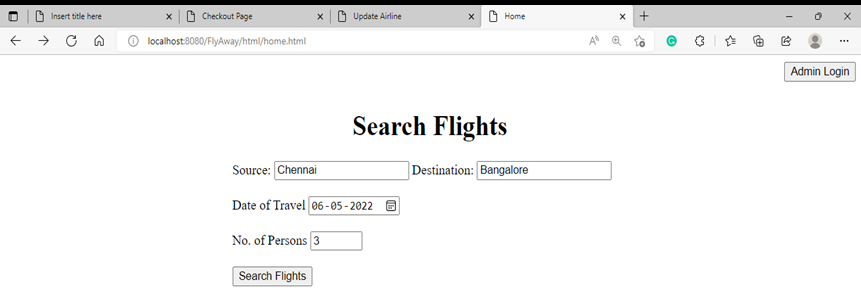 Insert title here Checkout Page Update Airline Home
localhost:8080/FlyAway/html/home.html
Admin Login
Search Flights
Source: Chennai Destination: Bangalore
Date of Travel 06-05-2022
No. of Persons 3
Search Flights